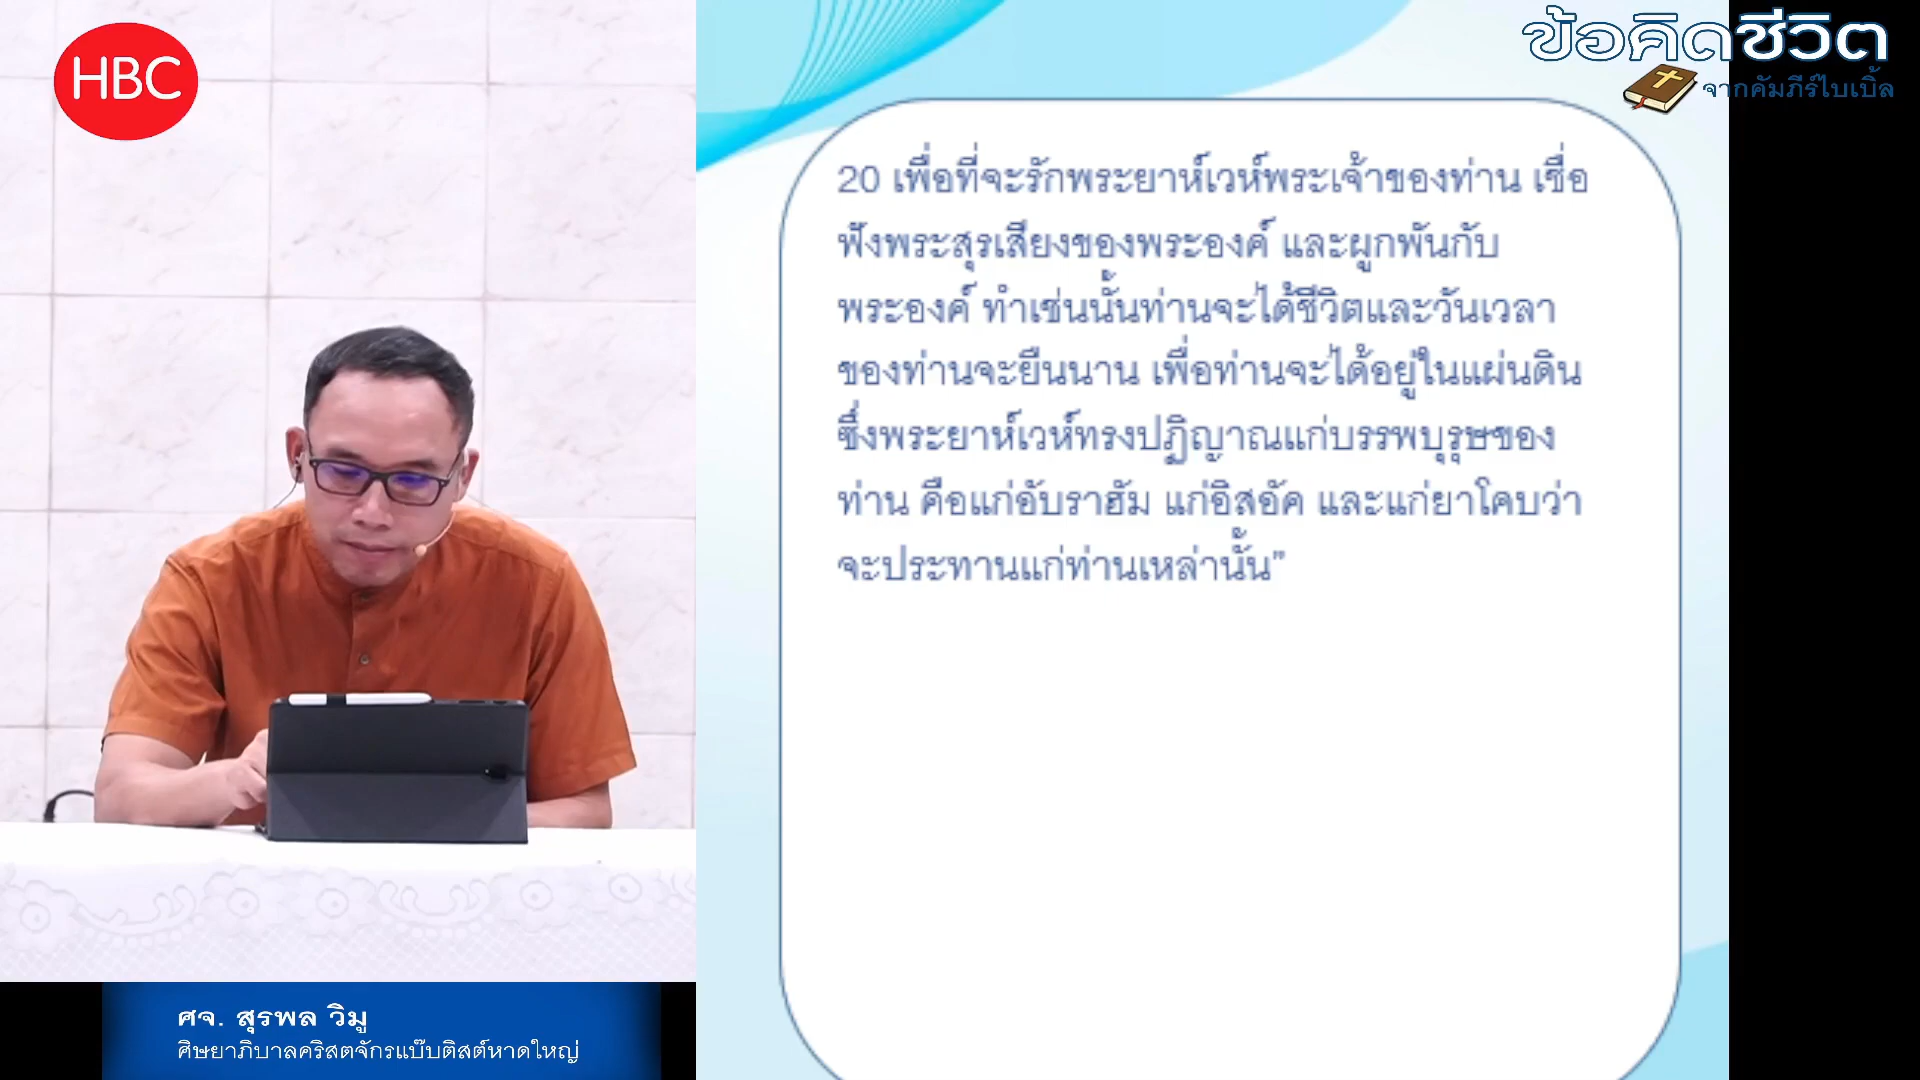 HBC
ข้อคิดชีวิต
จากคัมภีร์ไบเบิ้ล
20 เพื่อที่จะรักพระยาห์เวห์พระเจ้าของท่าน เชื่อ
ฟังพระสุรเสียงของพระองค์ และผูกพันกับ
พระองค์ ทำเช่นนั้นท่านจะได้ชีวิตและวันเวลา
ของท่านจะยืนนาน เพื่อท่านจะได้อยู่ในแผ่นดิน
ซึ่งพระยาห์เวห์ทรงปฏิญาณแก่บรรพบุรุษของ
ท่าน คือแก่อับราฮัม แก่อิสอัค และแก่ยาโคบว่า
จะประทานแก่ท่านเหล่านั้น”
ศจ. สุรพล วิมู
ศิษยาภิบาลคริสตจักรแบ๊บติสต์หาดใหญ่